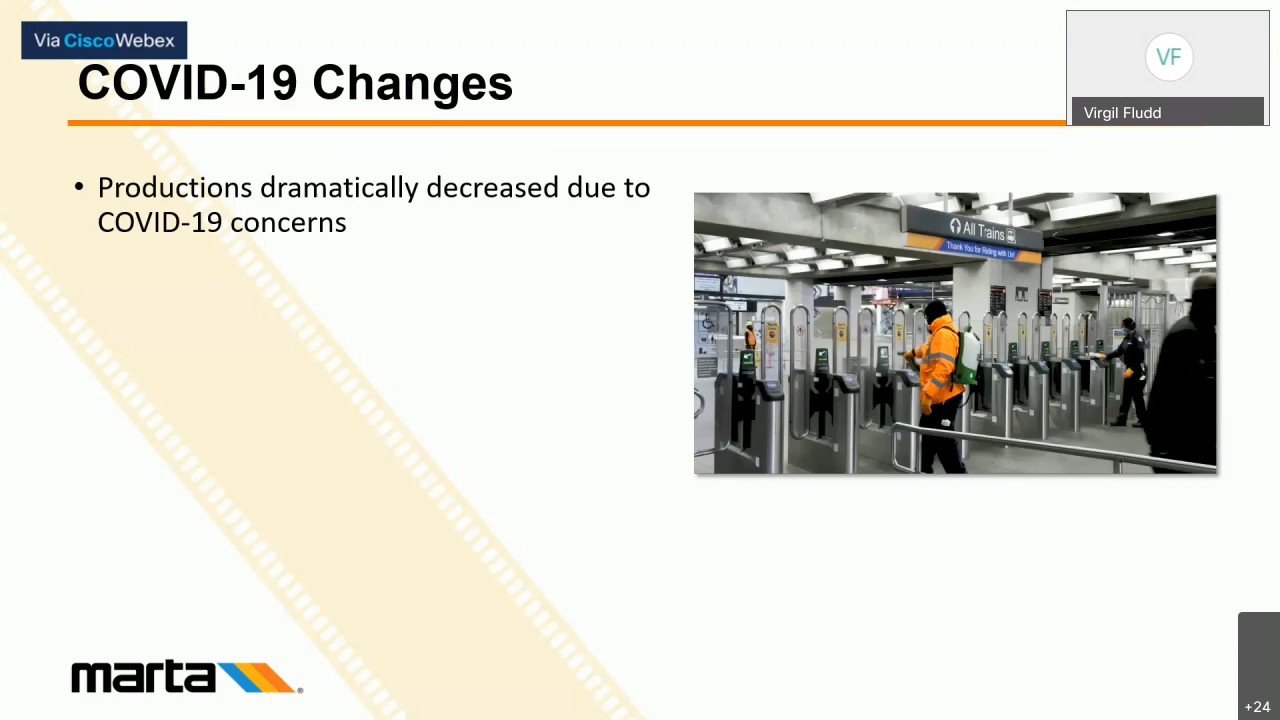 Via CiscoWebex
COVID-19 Changes
VF
Virgil Fludd
• Productions dramatically decreased due to
COVID-19 concerns
All Trains
Thank You for Riding with Us!
marta®
+24